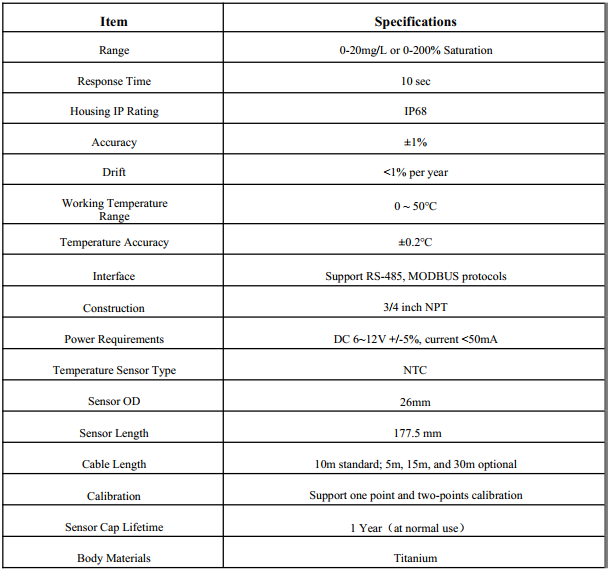 Item Specifications
Range 0-20mg/L or 0-200% Saturation
Response Time 10 sec
Housing IP Rating IP68
Accuracy ±1%
Drift <1% per year
Working Temperature
Range 0 ~ 50℃
Temperature Accuracy ±0.2℃
Interface Support RS-485, MODBUS protocols
Construction 3/4 inch NPT
Power Requirements DC 6~12V +/-5%, current <50mA
Temperature Sensor Type NTC
Sensor OD 26mm
Sensor Length 177.5 mm
Cable Length 10m standard; 5m, 15m, and 30m optional
Calibration Support one point and two-points calibration
Sensor Cap Lifetime 1 Year（at normal use）
Body Materials Titanium